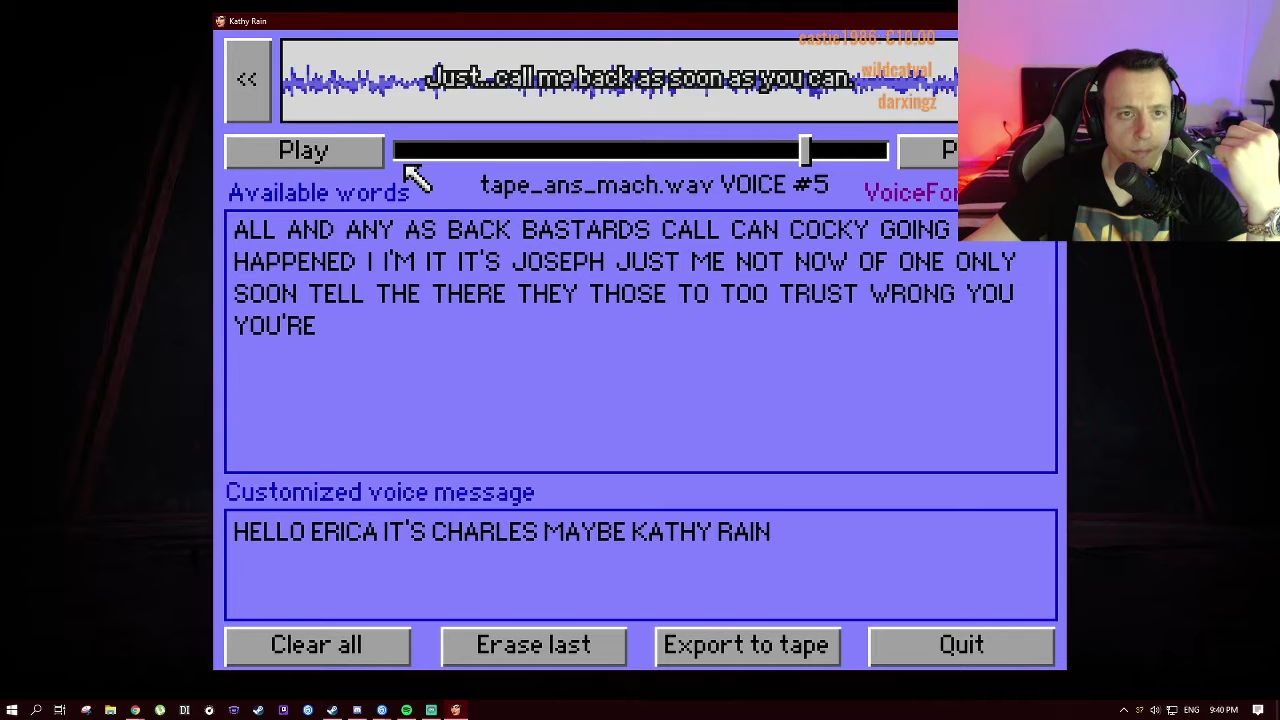 Kathy Rain
eastie1986: €10.00
<<
Just...call me back as soon as you can.
wildcatval
darxingz
Play
tape_ans_mach.wav VOICE #5
Available words
ALL AND ANY AS BACK BASTARDS CALL CAN COCKY GOING
HAPPENED I I'M IT IT'S JOSEPH JUST ME NOT NOW OF ONE ONLY
SOON TELL THE THERE THEY THOSE TO TOO TRUST WRONG YOU
YOU'RE
Customized voice message
HELLO ERICA IT'S CHARLES MAYBE KATHY RAIN
Clear all
Erase last
Export to tape
Quit
37
ENG
9:40 PM